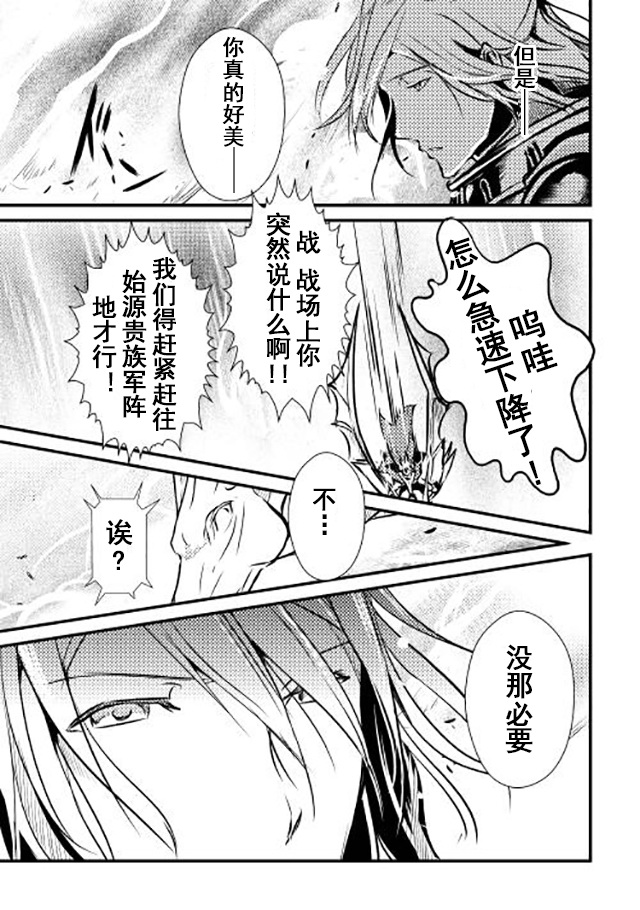 但是——
你真的好美——
呜哇
怎么急速下降了！
战 战场上你
突然说什么啊！！
我们得赶紧赶往
始源贵族军阵
地才行！
不…
诶？
没那必要